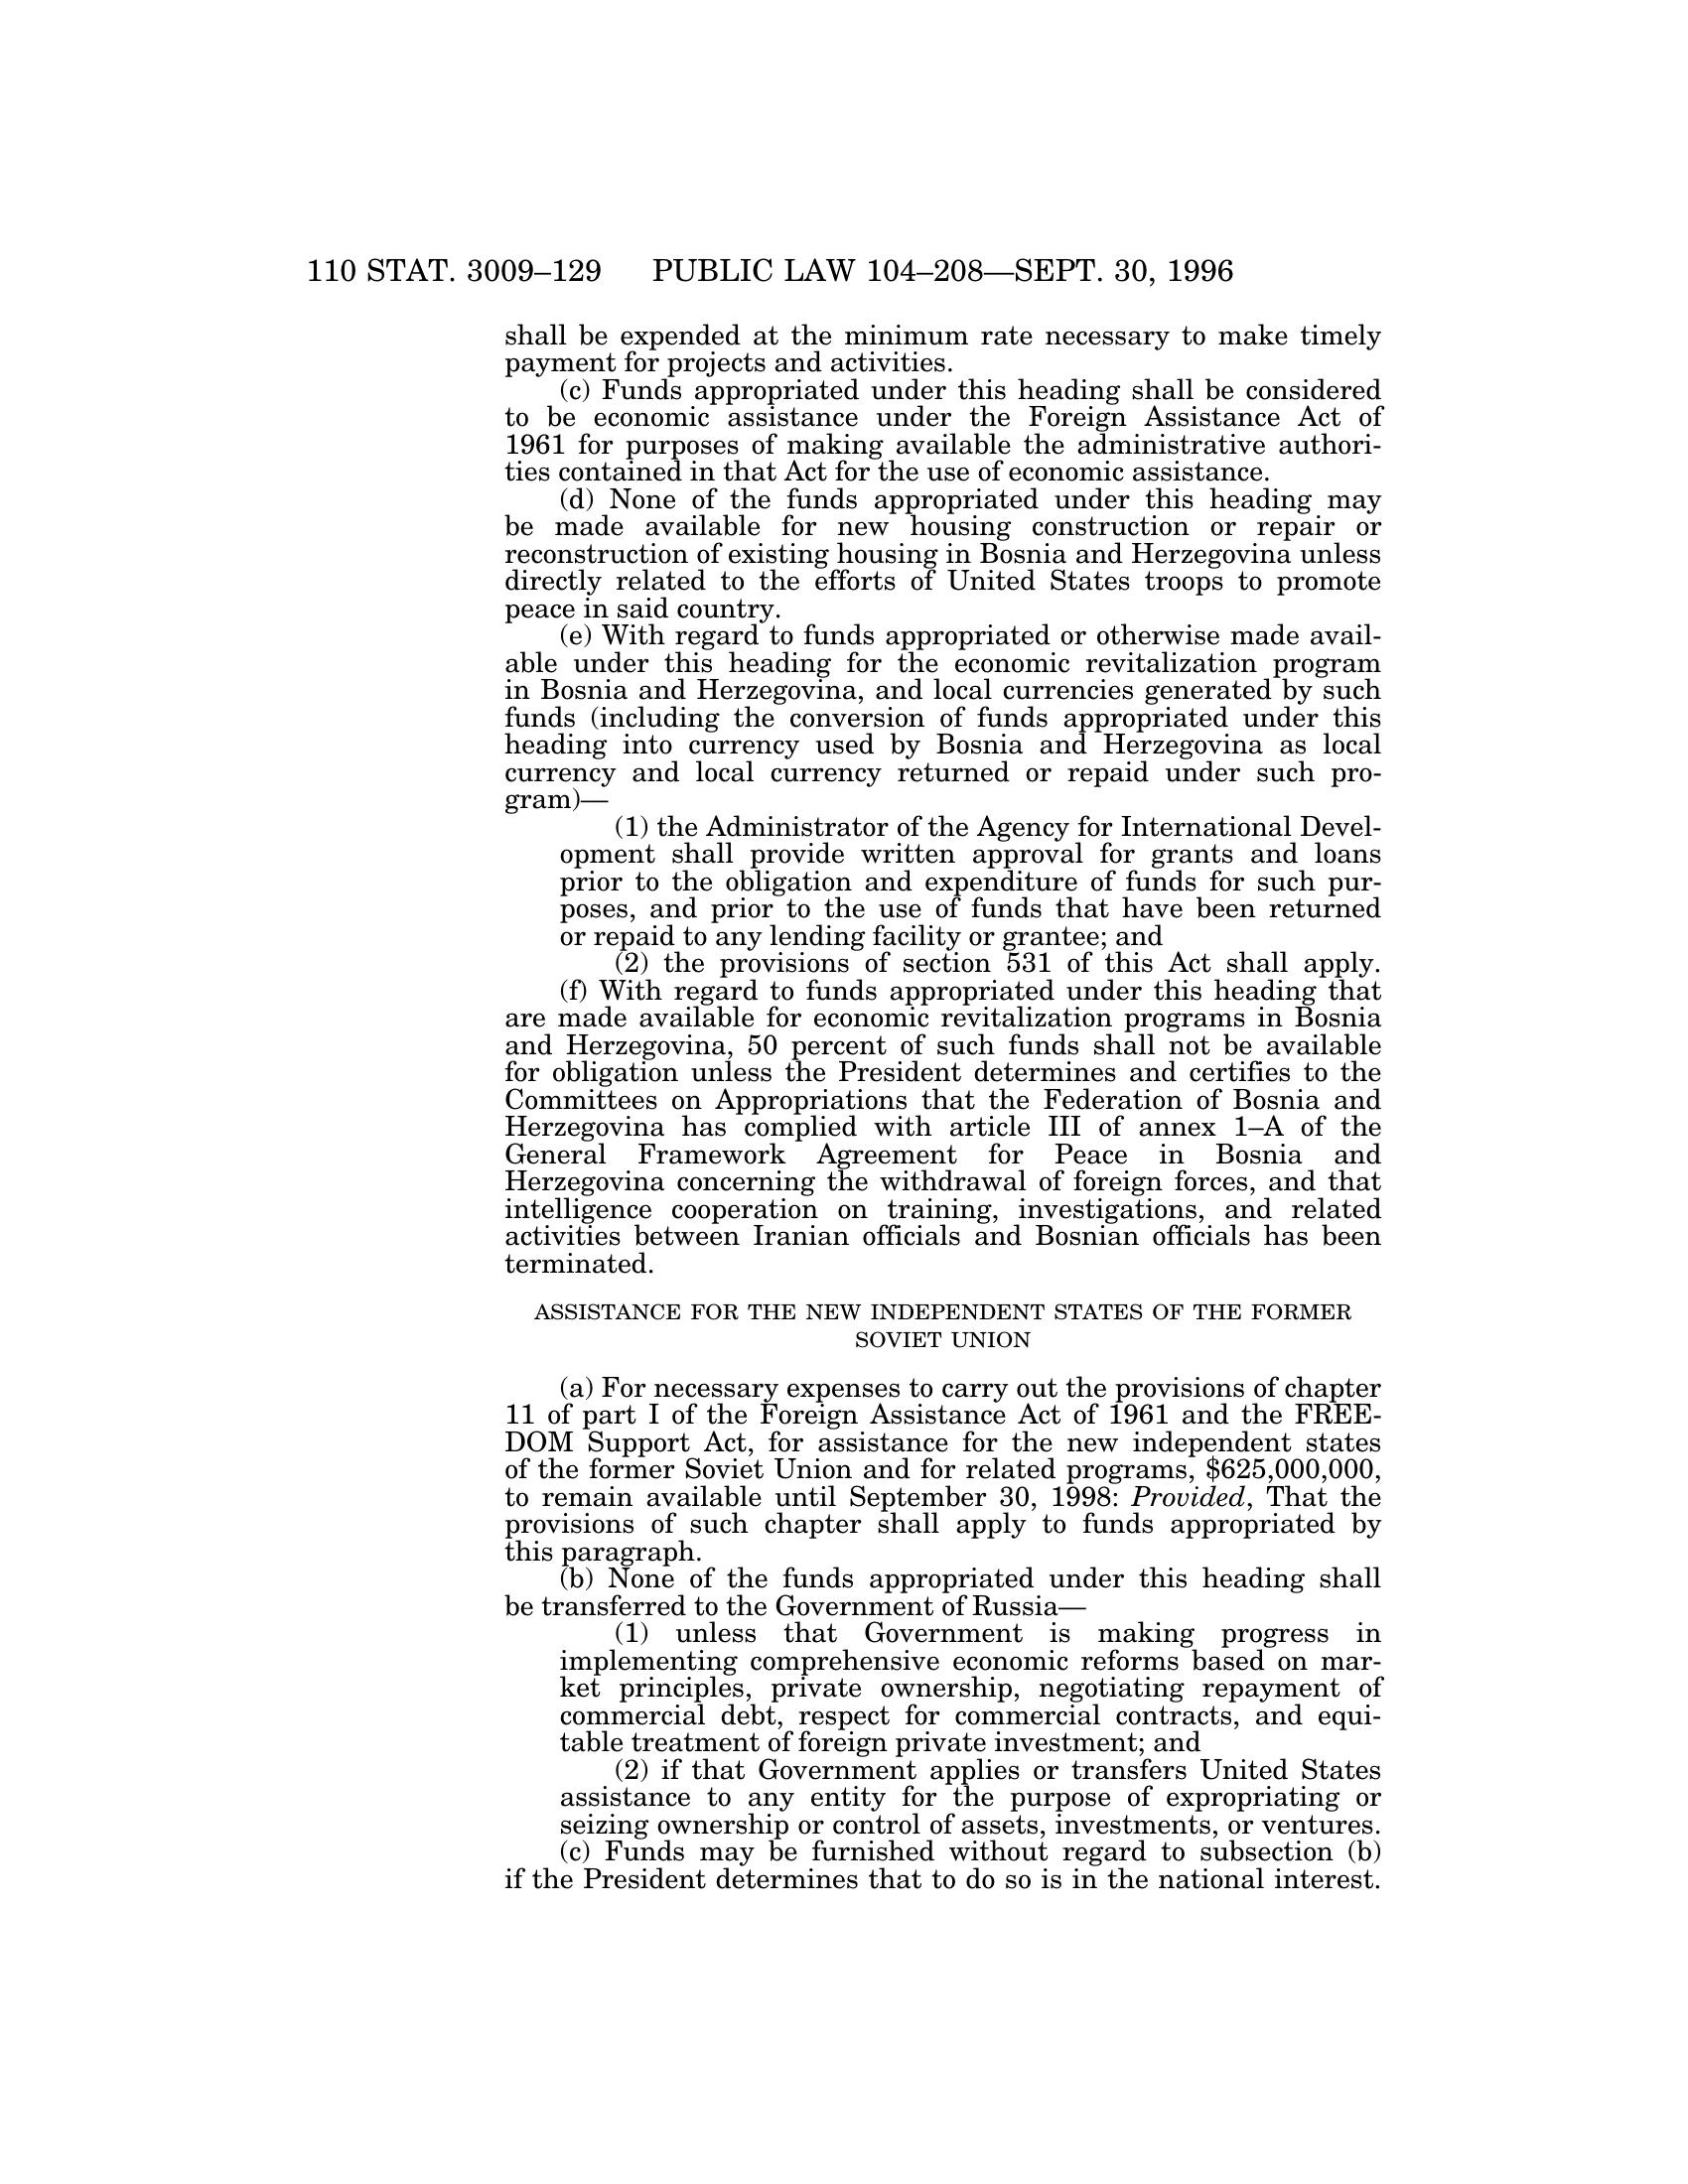 110 STAT. 3009–129 PUBLIC LAW 104–208—SEPT. 30, 1996
shall be expended at the minimum rate necessary to make timely
payment for projects and activities.
(c) Funds appropriated under this heading shall be considered
to be economic assistance under the Foreign Assistance Act of
1961 for purposes of making available the administrative authori-
ties contained in that Act for the use of economic assistance.
(d) None of the funds appropriated under this heading may
be made available for new housing construction or repair or
reconstruction of existing housing in Bosnia and Herzegovina unless
directly related to the efforts of United States troops to promote
peace in said country.
(e) With regard to funds appropriated or otherwise made avail-
able under this heading for the economic revitalization program
in Bosnia and Herzegovina, and local currencies generated by such
funds (including the conversion of funds appropriated under this
heading into currency used by Bosnia and Herzegovina as local
currency and local currency returned or repaid under such pro-
gram)—
(1) the Administrator of the Agency for International Devel-
opment shall provide written approval for grants and loans
prior to the obligation and expenditure of funds for such pur-
poses, and prior to the use of funds that have been returned
or repaid to any lending facility or grantee; and
(2) the provisions of section 531 of this Act shall apply.
(f) With regard to funds appropriated under this heading that
are made available for economic revitalization programs in Bosnia
and Herzegovina, 50 percent of such funds shall not be available
for obligation unless the President determines and certifies to the
Committees on Appropriations that the Federation of Bosnia and
Herzegovina has complied with article III of annex 1–A of the
General Framework Agreement for Peace in Bosnia and
Herzegovina concerning the withdrawal of foreign forces, and that
intelligence cooperation on training, investigations, and related
activities between Iranian officials and Bosnian officials has been
terminated.
ASSISTANCE FOR THE NEW INDEPENDENT STATES OF THE FORMER
SOVIET UNION
(a) For necessary expenses to carry out the provisions of chapter
11 of part I of the Foreign Assistance Act of 1961 and the FREE-
DOM Support Act, for assistance for the new independent states
of the former Soviet Union and for related programs, $625,000,000,
to remain available until September 30, 1998: Provided, That the
provisions of such chapter shall apply to funds appropriated by
this paragraph.
(b) None of the funds appropriated under this heading shall
be transferred to the Government of Russia—
(1) unless that Government is making progress in
implementing comprehensive economic reforms based on mar-
ket principles, private ownership, negotiating repayment of
commercial debt, respect for commercial contracts, and equi-
table treatment of foreign private investment; and
(2) if that Government applies or transfers United States
assistance to any entity for the purpose of expropriating or
seizing ownership or control of assets, investments, or ventures.
(c) Funds may be furnished without regard to subsection (b)
if the President determines that to do so is in the national interest.